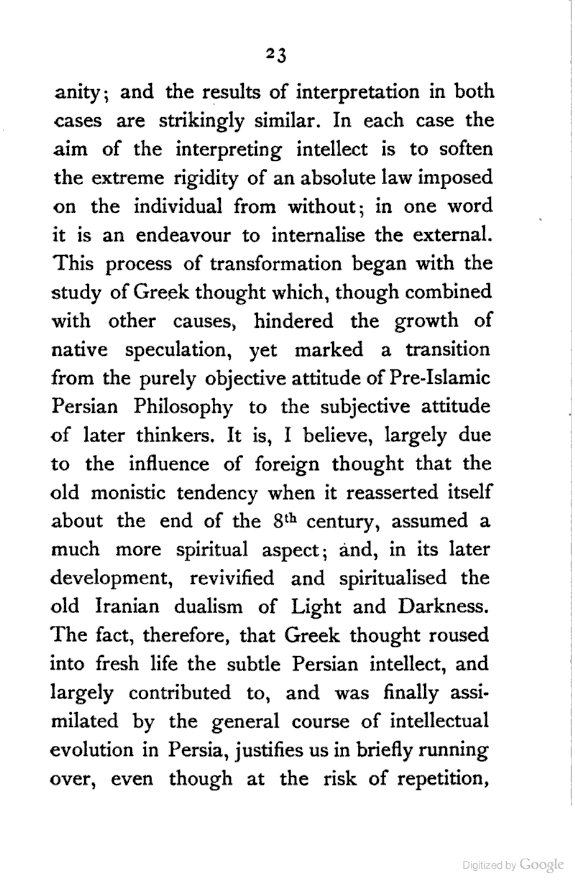 23
anity; and the results of interpretation in both
cases are strikingly similar. In each case the
aim of the interpreting intellect is to soften
the extreme rigidity of an absolute law imposed
on the individual from without; in one word
it is an endeavour to internalise the external.
This process of transformation began with the
study of Greek thought which, though combined
with other causes, hindered the growth of
native speculation, yet marked a transition
from the purely objective attitude of Pre-Islamic
Persian Philosophy to the subjective attitude
of later thinkers. It is, I believe, largely due
to the influence of foreign thought that the
old monistic tendency when it reasserted itself
about the end of the 8th century, assumed a
much more spiritual aspect; and, in its later
development, revivified and spiritualised the
old Iranian dualism of Light and Darkness.
The fact, therefore, that Greek thought roused
into fresh life the subtle Persian intellect, and
largely contributed to, and was finally assi-
milated by the general course of intellectual
evolution in Persia, justifies us in briefly running
over, even though at the risk of repetition,
Digitized by Google